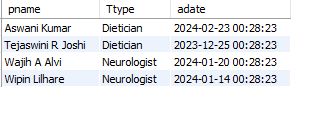 pname Ttype adate
Aswani Kumar Dietician 2024-02-23 00:28:23
Tejaswini R Joshi Dietician 2023-12-25 00:28:23
Wajih A Alvi Neurologist 2024-01-20 00:28:23
Wipin Lilhare Neurologist 2024-01-14 00:28:23